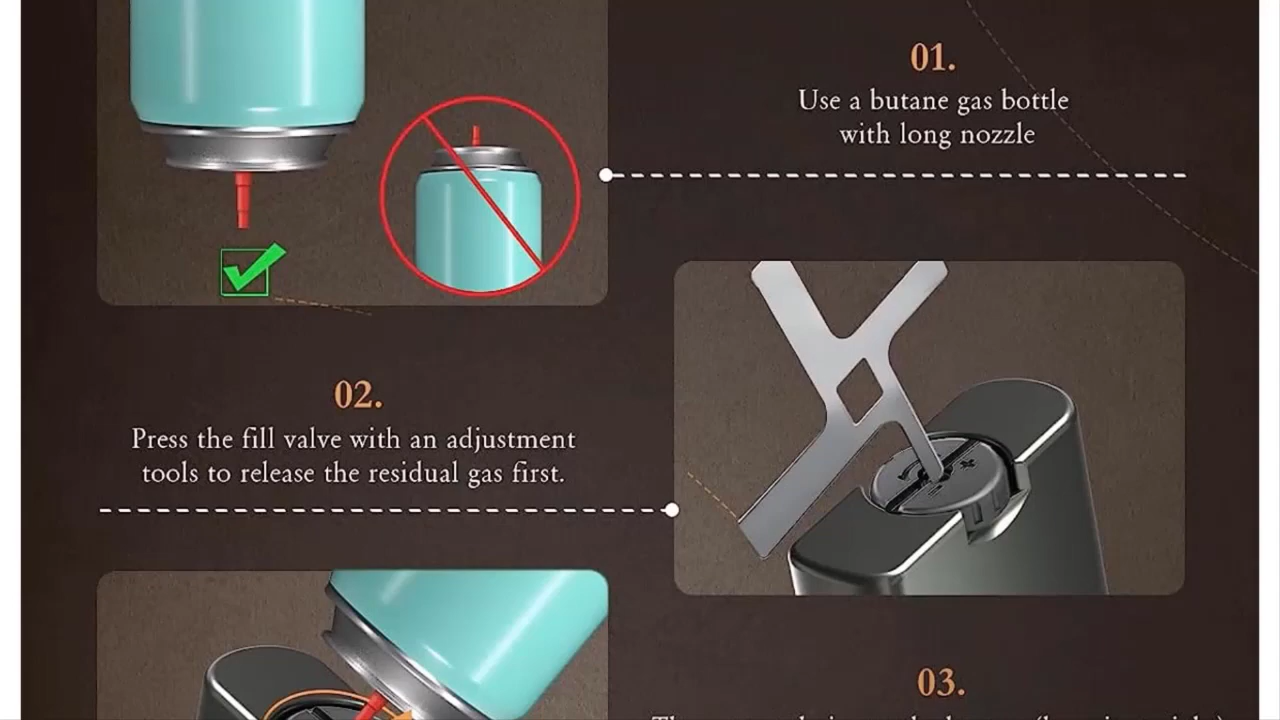 01.
Use a butane gas bottle
with long nozzle
02.
Press the fill valve with an adjustment
tools to release the residual gas first.
03.